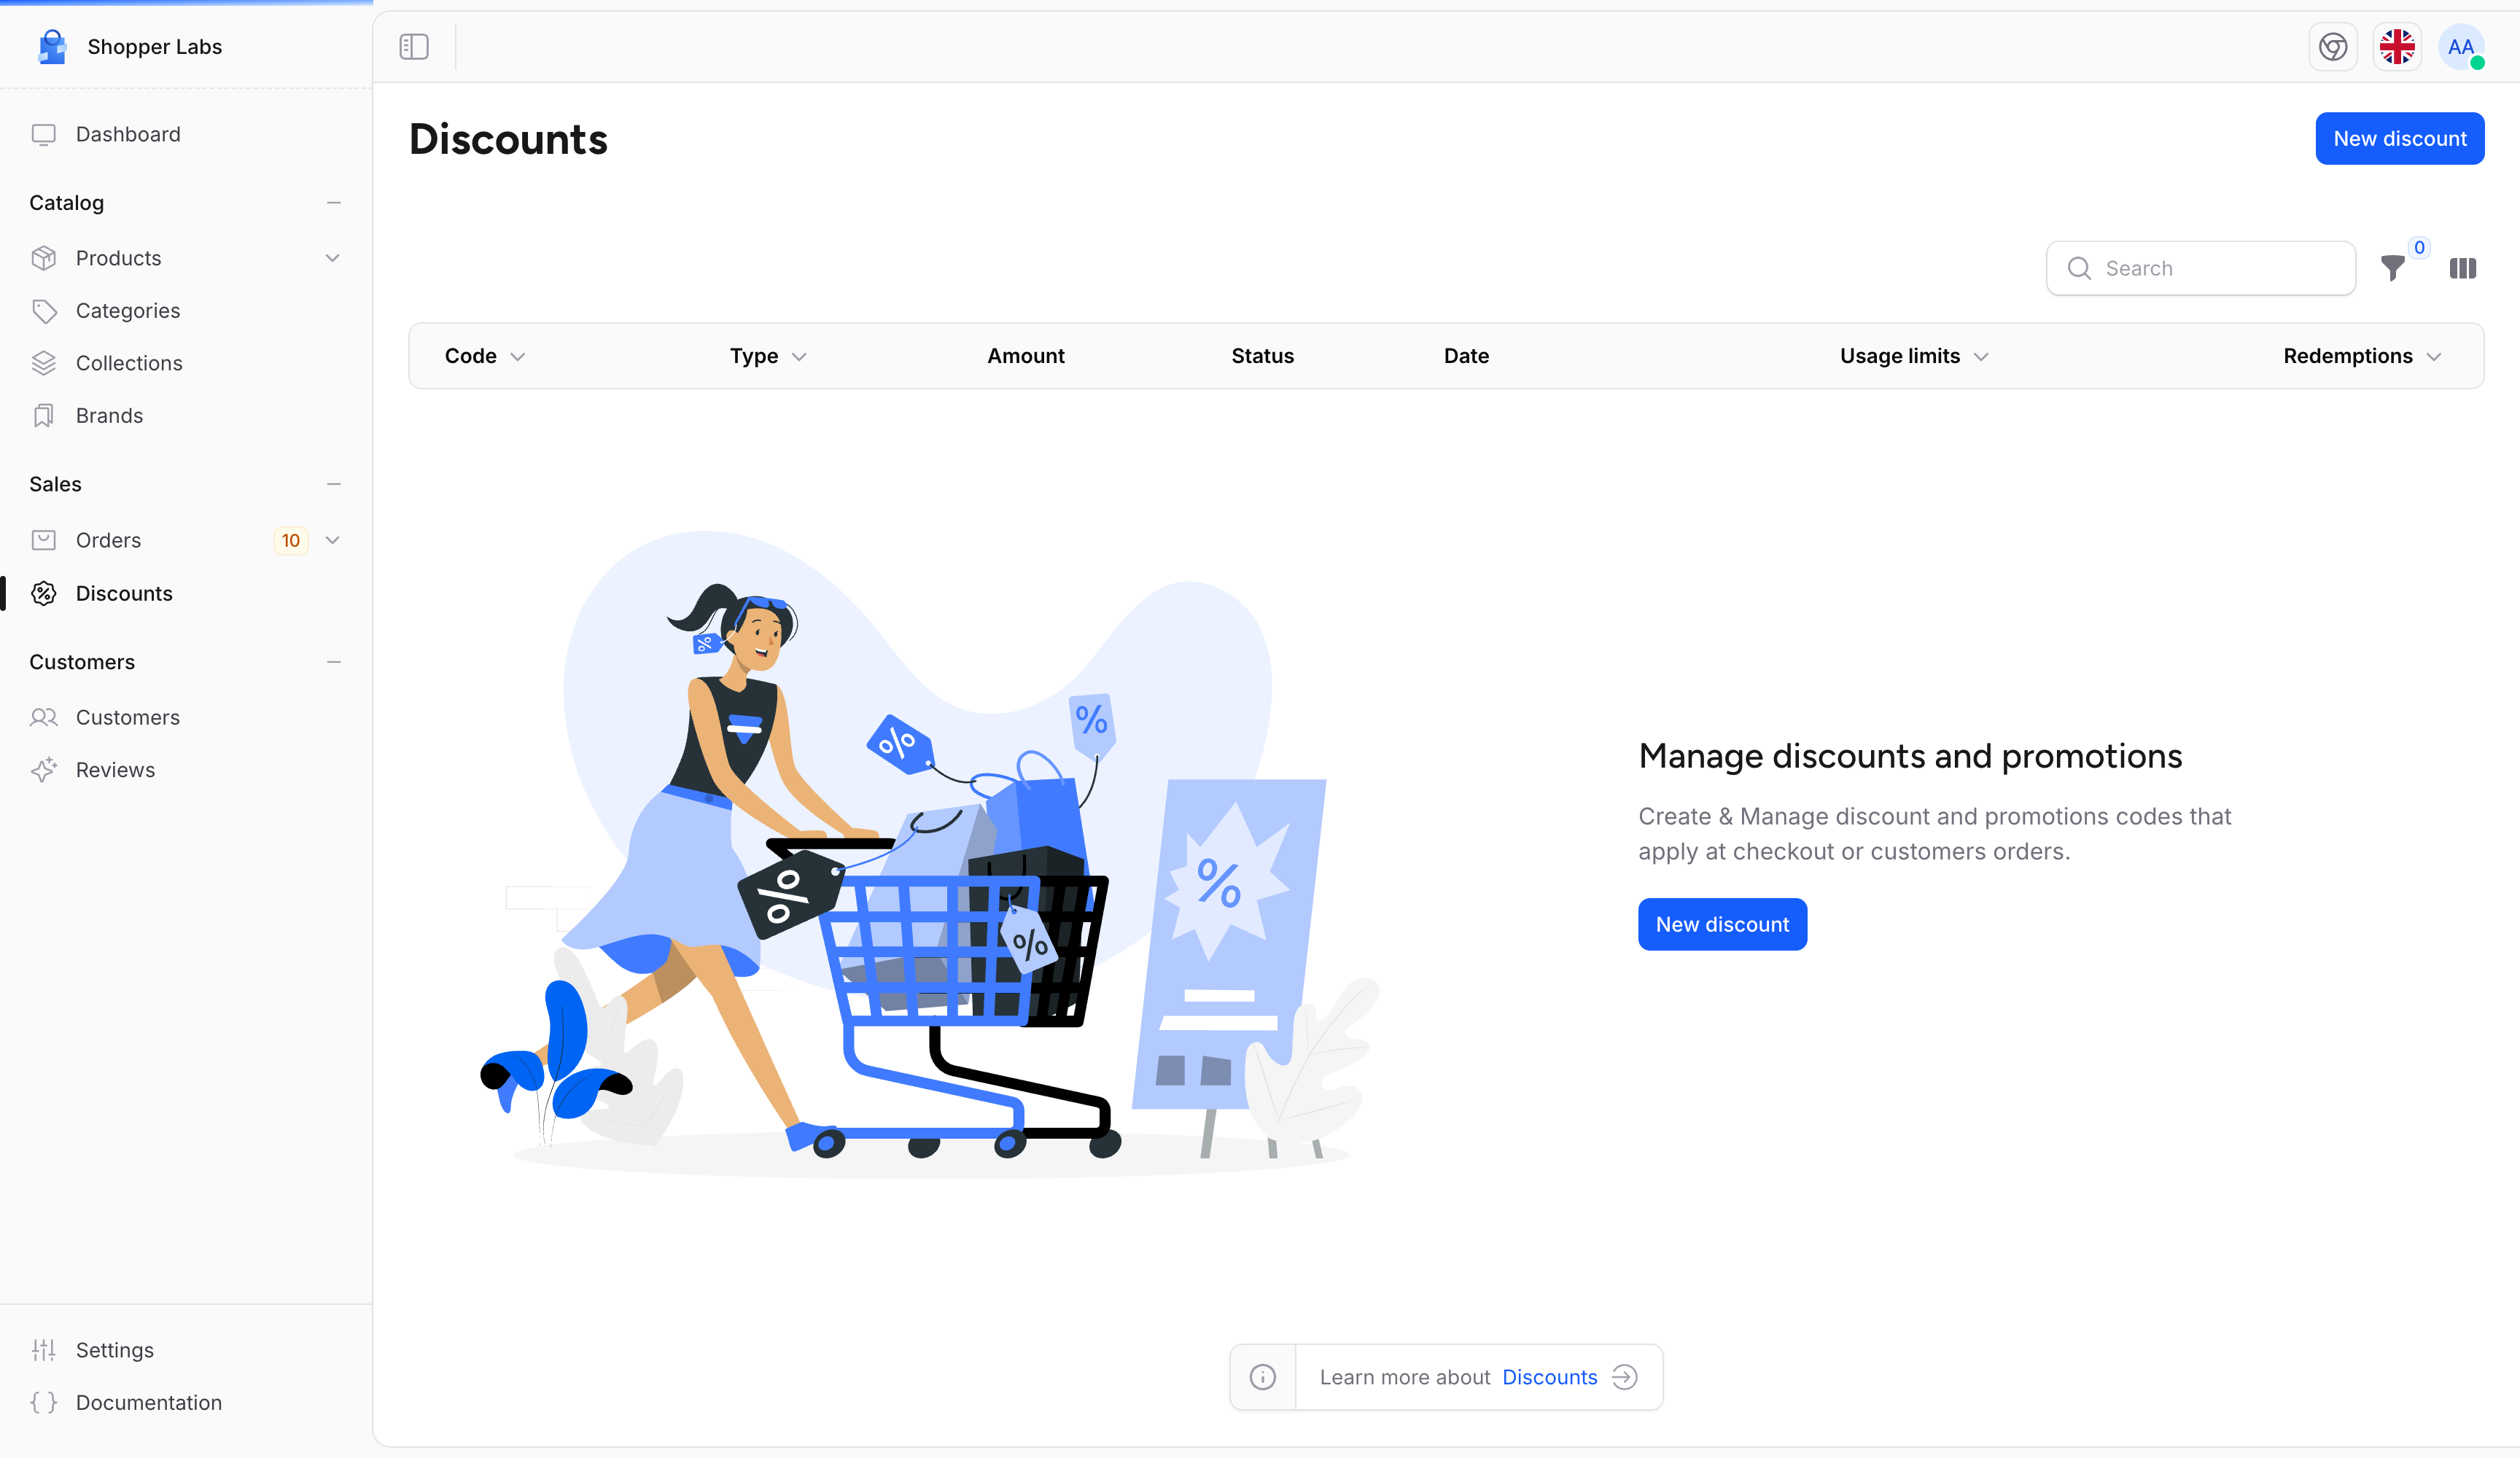 Shopper Labs
AA
Dashboard
Catalog
Products
Categories
Collections
Brands
Sales
Orders 10
Discounts
Customers
Customers
Reviews
Settings
Documentation
Discounts
New discount
Search
0
Code Type Amount Status Date Usage limits Redemptions
%
%
%
%
%
%
Manage discounts and promotions
Create & Manage discount and promotions codes that
apply at checkout or customers orders.
New discount
Learn more about Discounts